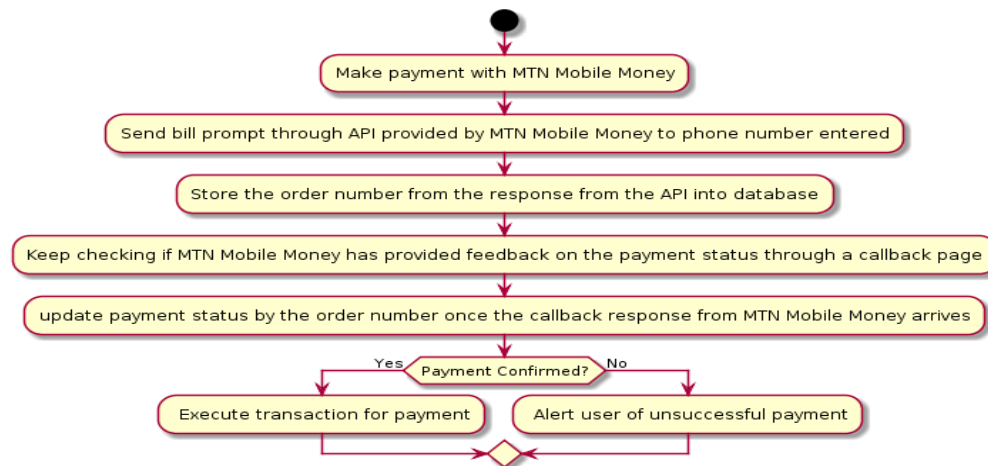 Make payment with MTN Mobile Money
Send bill prompt through API provided by MTN Mobile Money to phone number entered
Store the order number from the response from the API into database
Keep checking if MTN Mobile Money has provided feedback on the payment status through a callback page
update payment status by the order number once the callback response from MTN Mobile Money arrives
Yes
Payment Confirmed?
No
Execute transaction for payment
Alert user of unsuccessful payment